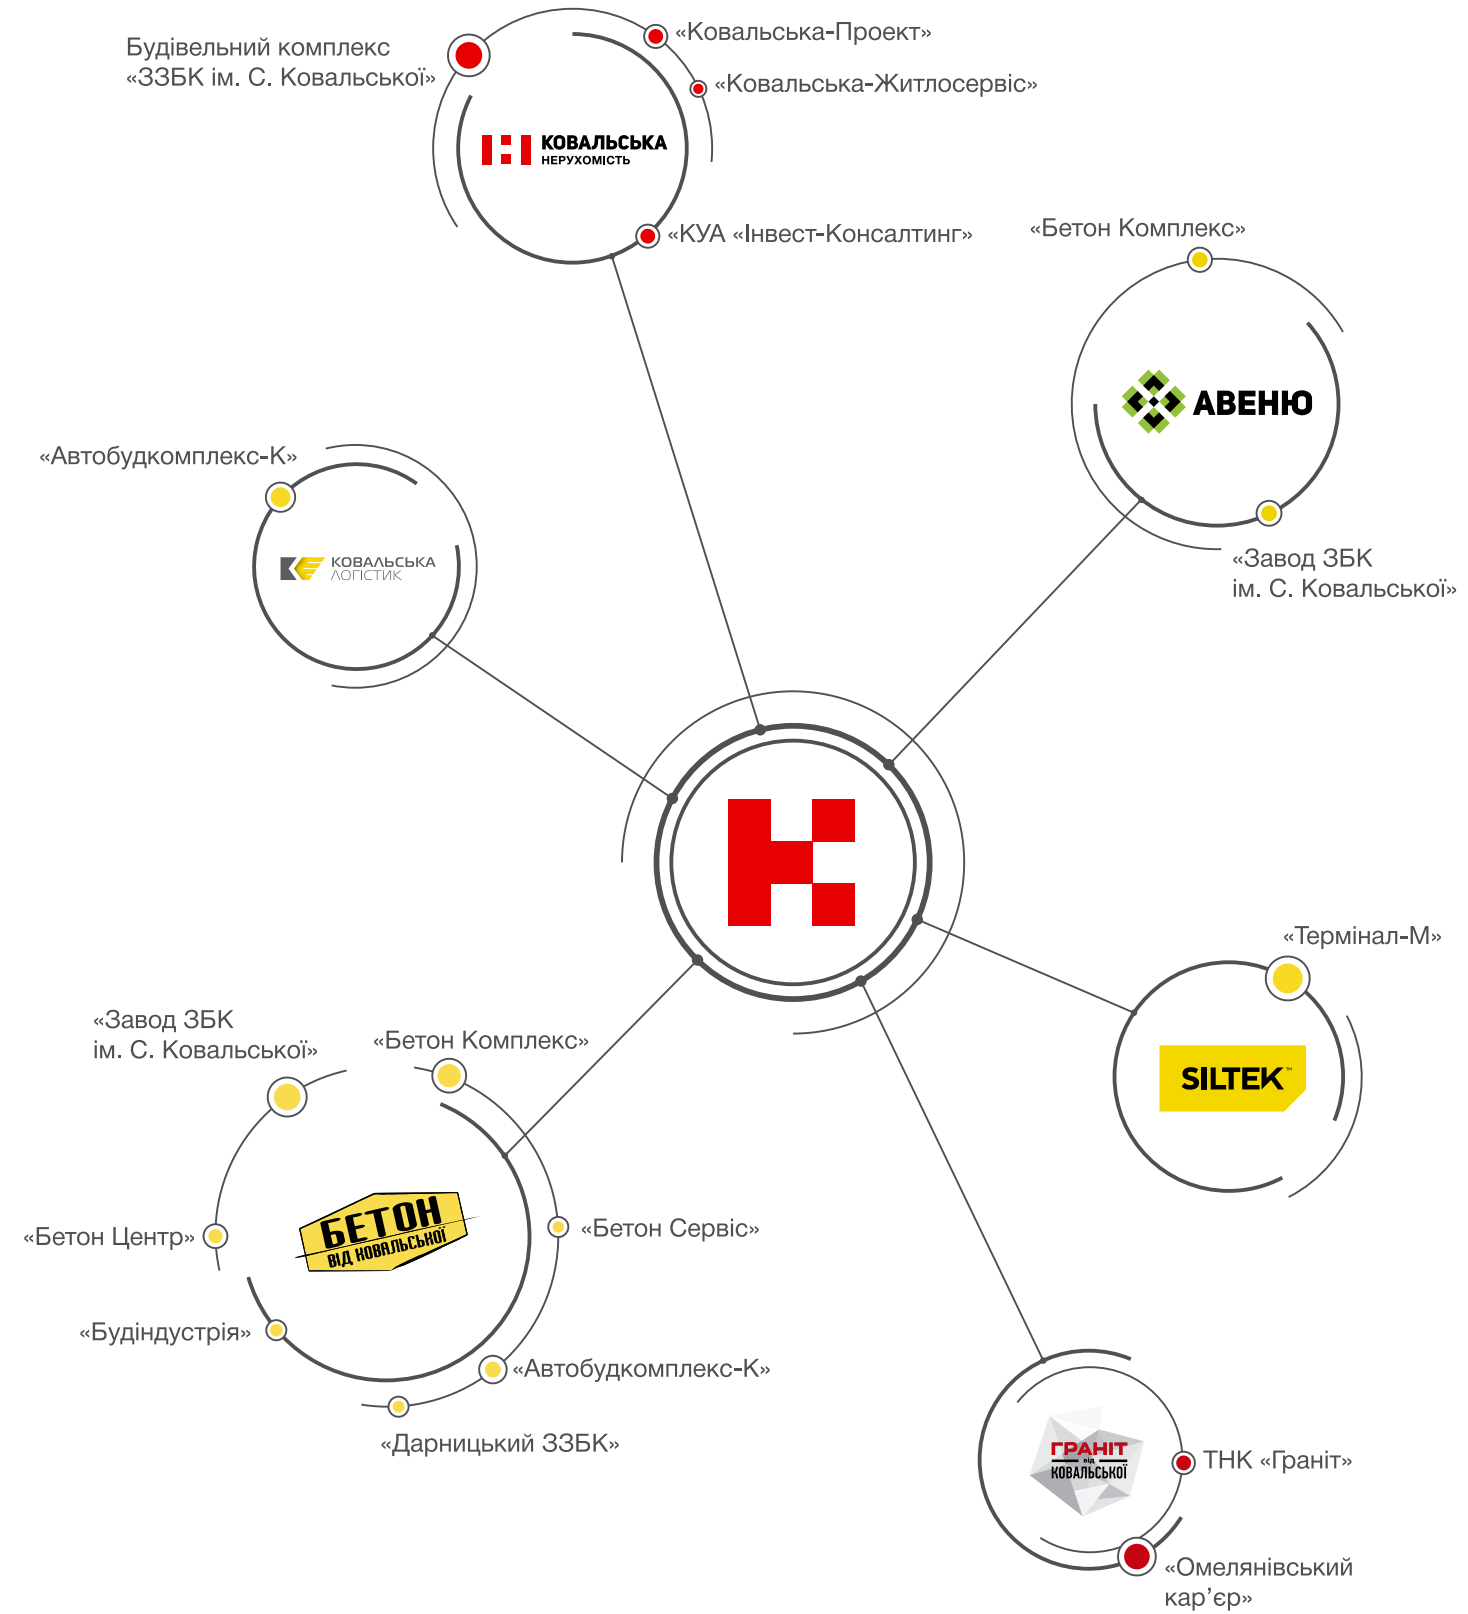 Будівельний комплекс
«ЗЗБК ім. С. Ковальської»
«Ковальська-Проект»
«Ковальська-Житлосервіс»
КОВАЛЬСЬКА
НЕРУХОМІСТЬ
«КУА «Інвест-Консалтинг»
«Бетон Комплекс»
АВЕНЮ
«Завод ЗБК
ім. С. Ковальської»
«Автобудкомплекс-К»
КОВАЛЬСЬКА
ЛОГІСТИК
«Термінал-М»
SILTEK™
«Завод ЗБК
ім. С. Ковальської»
«Бетон Комплекс»
БЕТОН
ВІД КОВАЛЬСЬКОЇ
«Бетон Центр»
«Бетон Сервіс»
«Будіндустрія»
«Автобудкомплекс-К»
«Дарницький ЗЗБК»
ГРАНІТ
від
КОВАЛЬСЬКОЇ
ТНК «Граніт»
«Омелянівський
кар’єр»